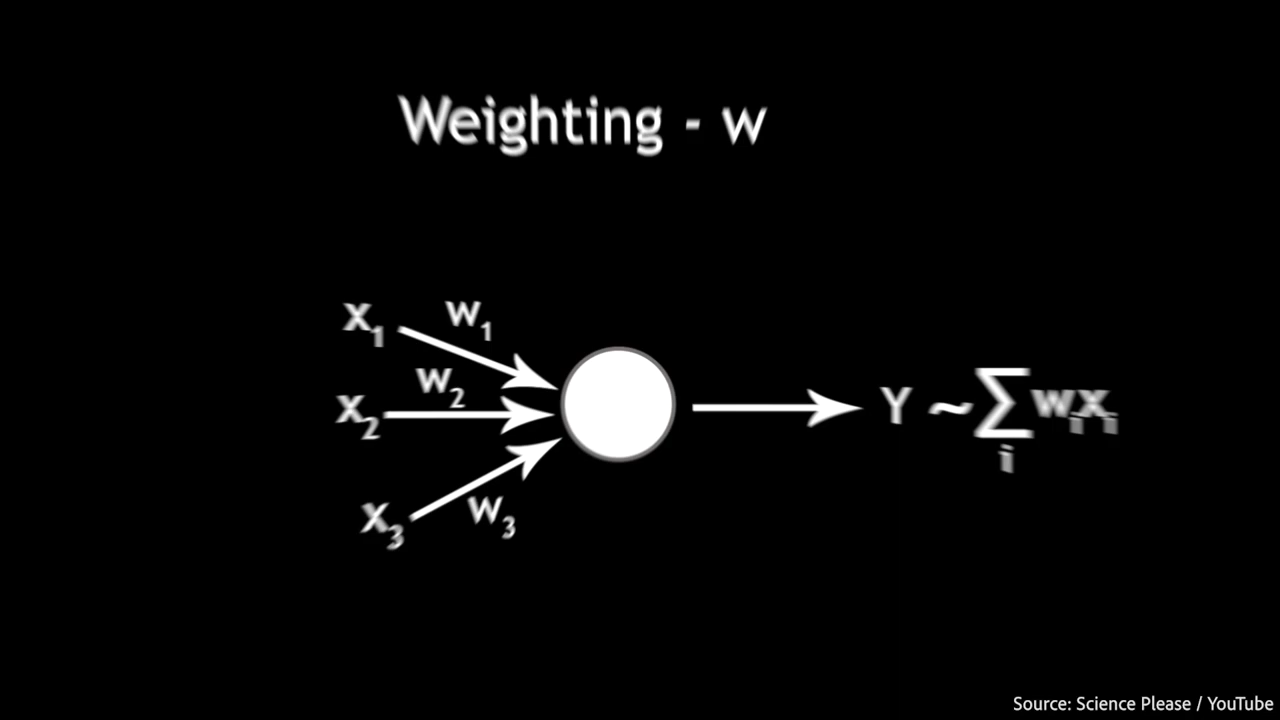 Weighting - w
x₁ w₁
w₂
x₂
Y ~ ∑ wᵢxᵢ
i
x₃ w₃
Source: Science Please / YouTube